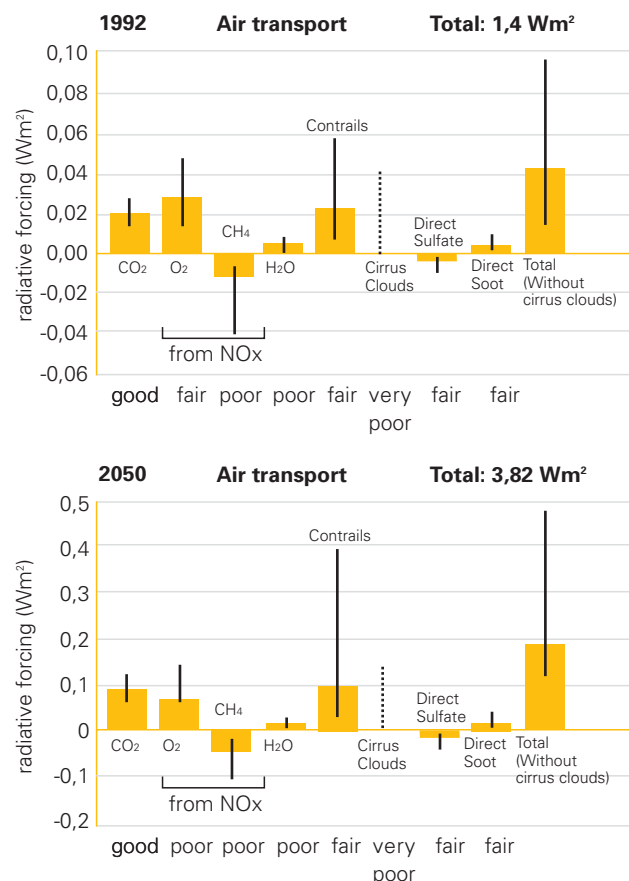 1992 Air transport Total: 1,4 Wm²
radiative forcing (Wm²)
0,10
0,08
0,06
0,04
0,02
0.00
-0,02
-0,04
-0,06
Contrails
CH4
Direct
Sulfate
CO2 O2 H2O Cirrus
Clouds
Direct
Soot
Total
(Without
cirrus clouds)
from NOx
good fair poor poor fair very
poor
fair fair
2050 Air transport Total: 3,82 Wm²
radiative forcing (Wm²)
0,5
0,4
0,3
0,2
0,1
0
-0,1
-0,2
Contrails
CH4
Direct
Sulfate
CO2 O2 H2O Cirrus
Clouds
Direct
Soot
Total
(Without
cirrus clouds)
from NOx
good poor poor poor fair very
poor
fair fair